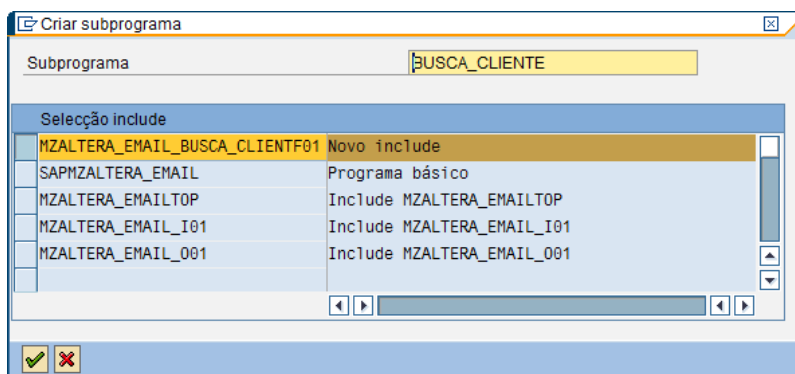 Criar subprograma
Subprograma BUSCA_CLIENTE
Selecção include
MZALTERA_EMAIL_BUSCA_CLIENTF01 Novo include
SAPMZALTERA_EMAIL Programa básico
MZALTERA_EMAILTOP Include MZALTERA_EMAILTOP
MZALTERA_EMAIL_I01 Include MZALTERA_EMAIL_I01
MZALTERA_EMAIL_O01 Include MZALTERA_EMAIL_O01